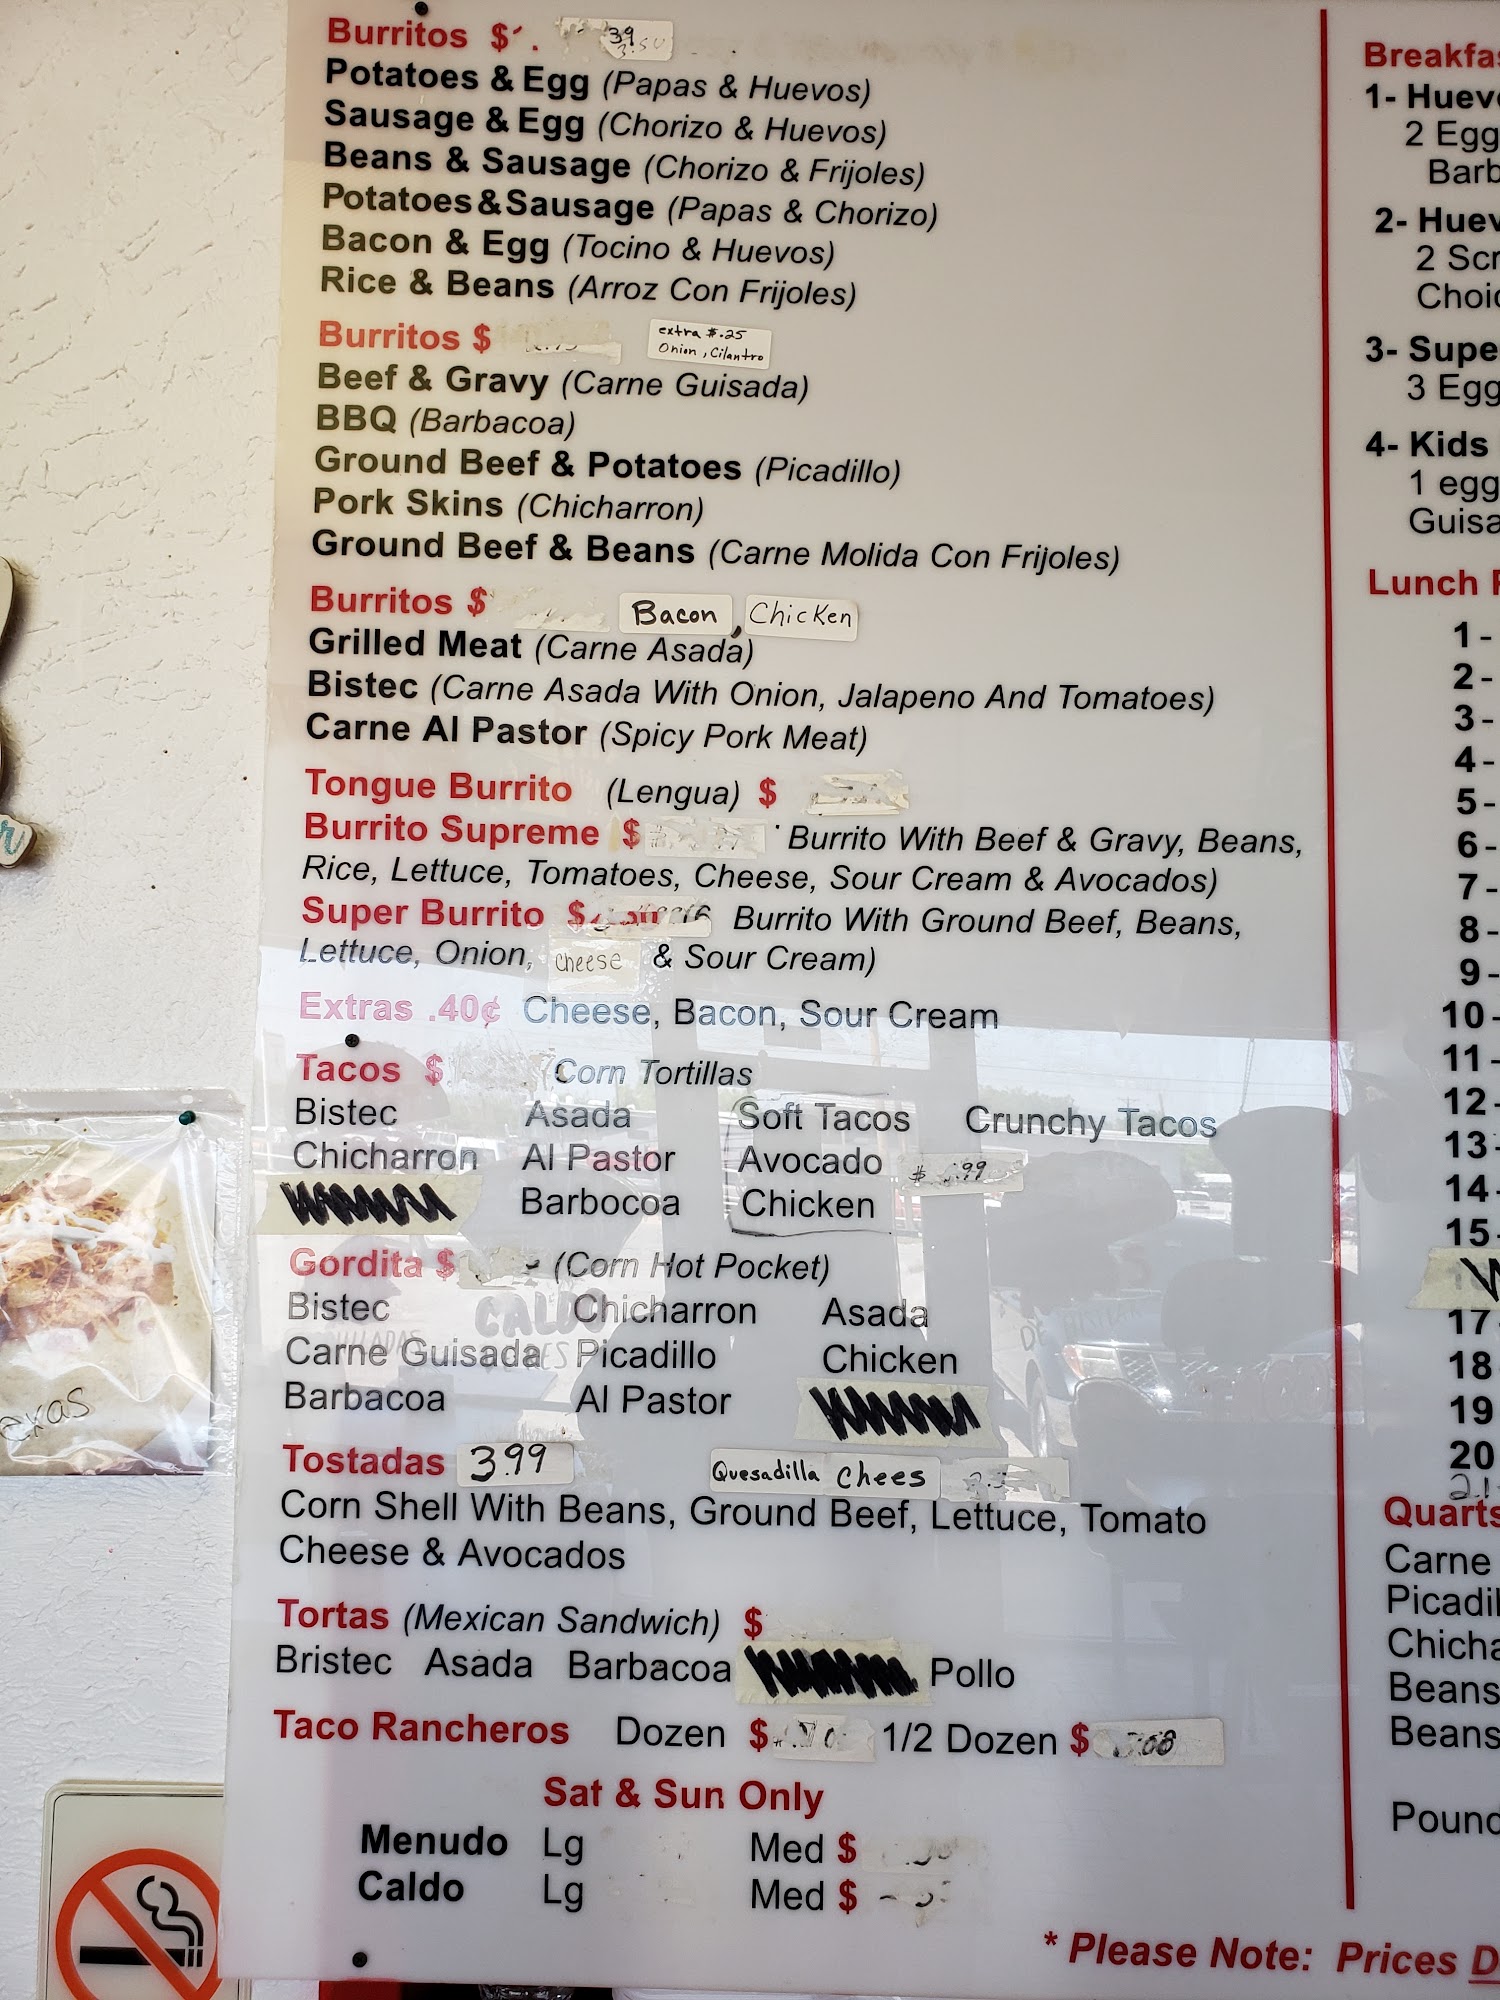 Burritos $
Potatoes & Egg (Papas & Huevos)
Sausage & Egg (Chorizo & Huevos)
Beans & Sausage (Chorizo & Frijoles)
Potatoes & Sausage (Papas & Chorizo)
Bacon & Egg (Tocino & Huevos)
Rice & Beans (Arroz Con Frijoles)
Burritos $
extra $.25
Onion, Cilantro
Beef & Gravy (Carne Guisada)
BBQ (Barbacoa)
Ground Beef & Potatoes (Picadillo)
Pork Skins (Chicharron)
Ground Beef & Beans (Carne Molida Con Frijoles)
Burritos $ Bacon, Chicken
Grilled Meat (Carne Asada)
Bistec (Carne Asada With Onion, Jalapeno And Tomatoes)
Carne Al Pastor (Spicy Pork Meat)
Tongue Burrito (Lengua) $
Burrito Supreme $ Burrito With Beef & Gravy, Beans,
Rice, Lettuce, Tomatoes, Cheese, Sour Cream & Avocados)
Super Burrito $ Burrito With Ground Beef, Beans,
Lettuce, Onion, Cheese & Sour Cream)
Extras .40¢ Cheese, Bacon, Sour Cream
Tacos $ (Corn Tortillas
Bistec Asada Soft Tacos Crunchy Tacos
Chicharron Al Pastor Avocado $ .99
Barbocoa Chicken
Gordita $ (Corn Hot Pocket)
Bistec Chicharron Asada
Carne Guisada Picadillo Chicken
Barbacoa Al Pastor
Tostadas 3.99 Quesadilla Chees
Corn Shell With Beans, Ground Beef, Lettuce, Tomato
Cheese & Avocados
Tortas (Mexican Sandwich) $
Bristec Asada Barbacoa Pollo
Taco Rancheros Dozen $ 1/2 Dozen $
Sat & Sun Only
Menudo Lg Med $
Caldo Lg Med $
* Please Note: Prices D
Breakfas
1- Huevo
2 Egg
Barb
2- Huev
2 Scr
Choic
3- Supe
3 Egg
4- Kids
1 egg
Guisa
Lunch
1-
2-
3-
4-
5-
6-
7-
8-
9-
10-
11-
12-
13-
14-
15-
17-
18
19
20
21
Quarts
Carne
Picadil
Chicha
Beans
Beans
Pound
exas